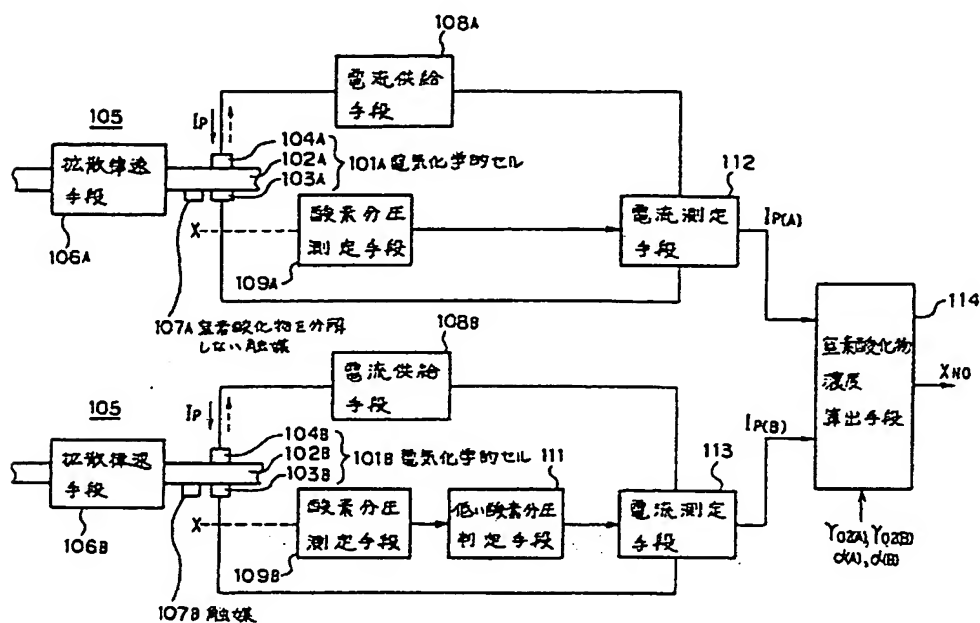 108A
電流供給
手段
105
IP
拡散律速
手段
104A
102A
103A
101A 電気化学的セル
106A
X
酸素分圧
測定手段
109A
112
電流測定
手段
IP(A)
107A 窒素酸化物を分解
しない触媒
114
窒素酸化物
濃度
算出手段
XNO
108B
電流供給
手段
105
IP
拡散律速
手段
104B
102B
103B
101B 電気化学的セル
106B
X
酸素分圧
測定手段
109B
111
低い酸素分圧
判定手段
113
電流測定
手段
IP(B)
107B 触媒
γO2(A), γO2(B)
α(A), α(B)